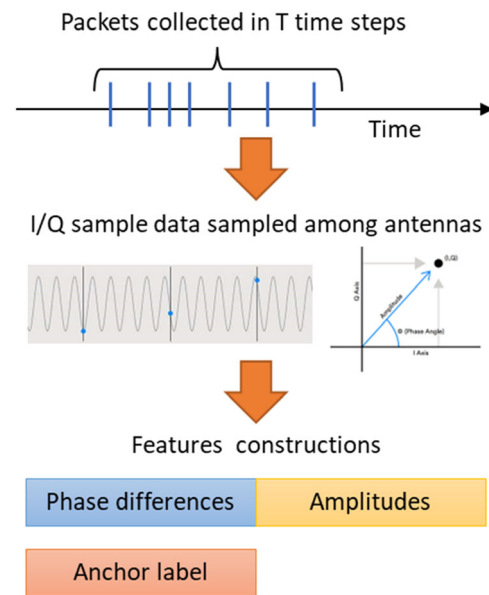 Packets collected in T time steps
Time
I/Q sample data sampled among antennas
(I,Q)
Q Axis
Amplitude
Φ (Phase Angle)
I Axis
Features constructions
Phase differences
Amplitudes
Anchor label